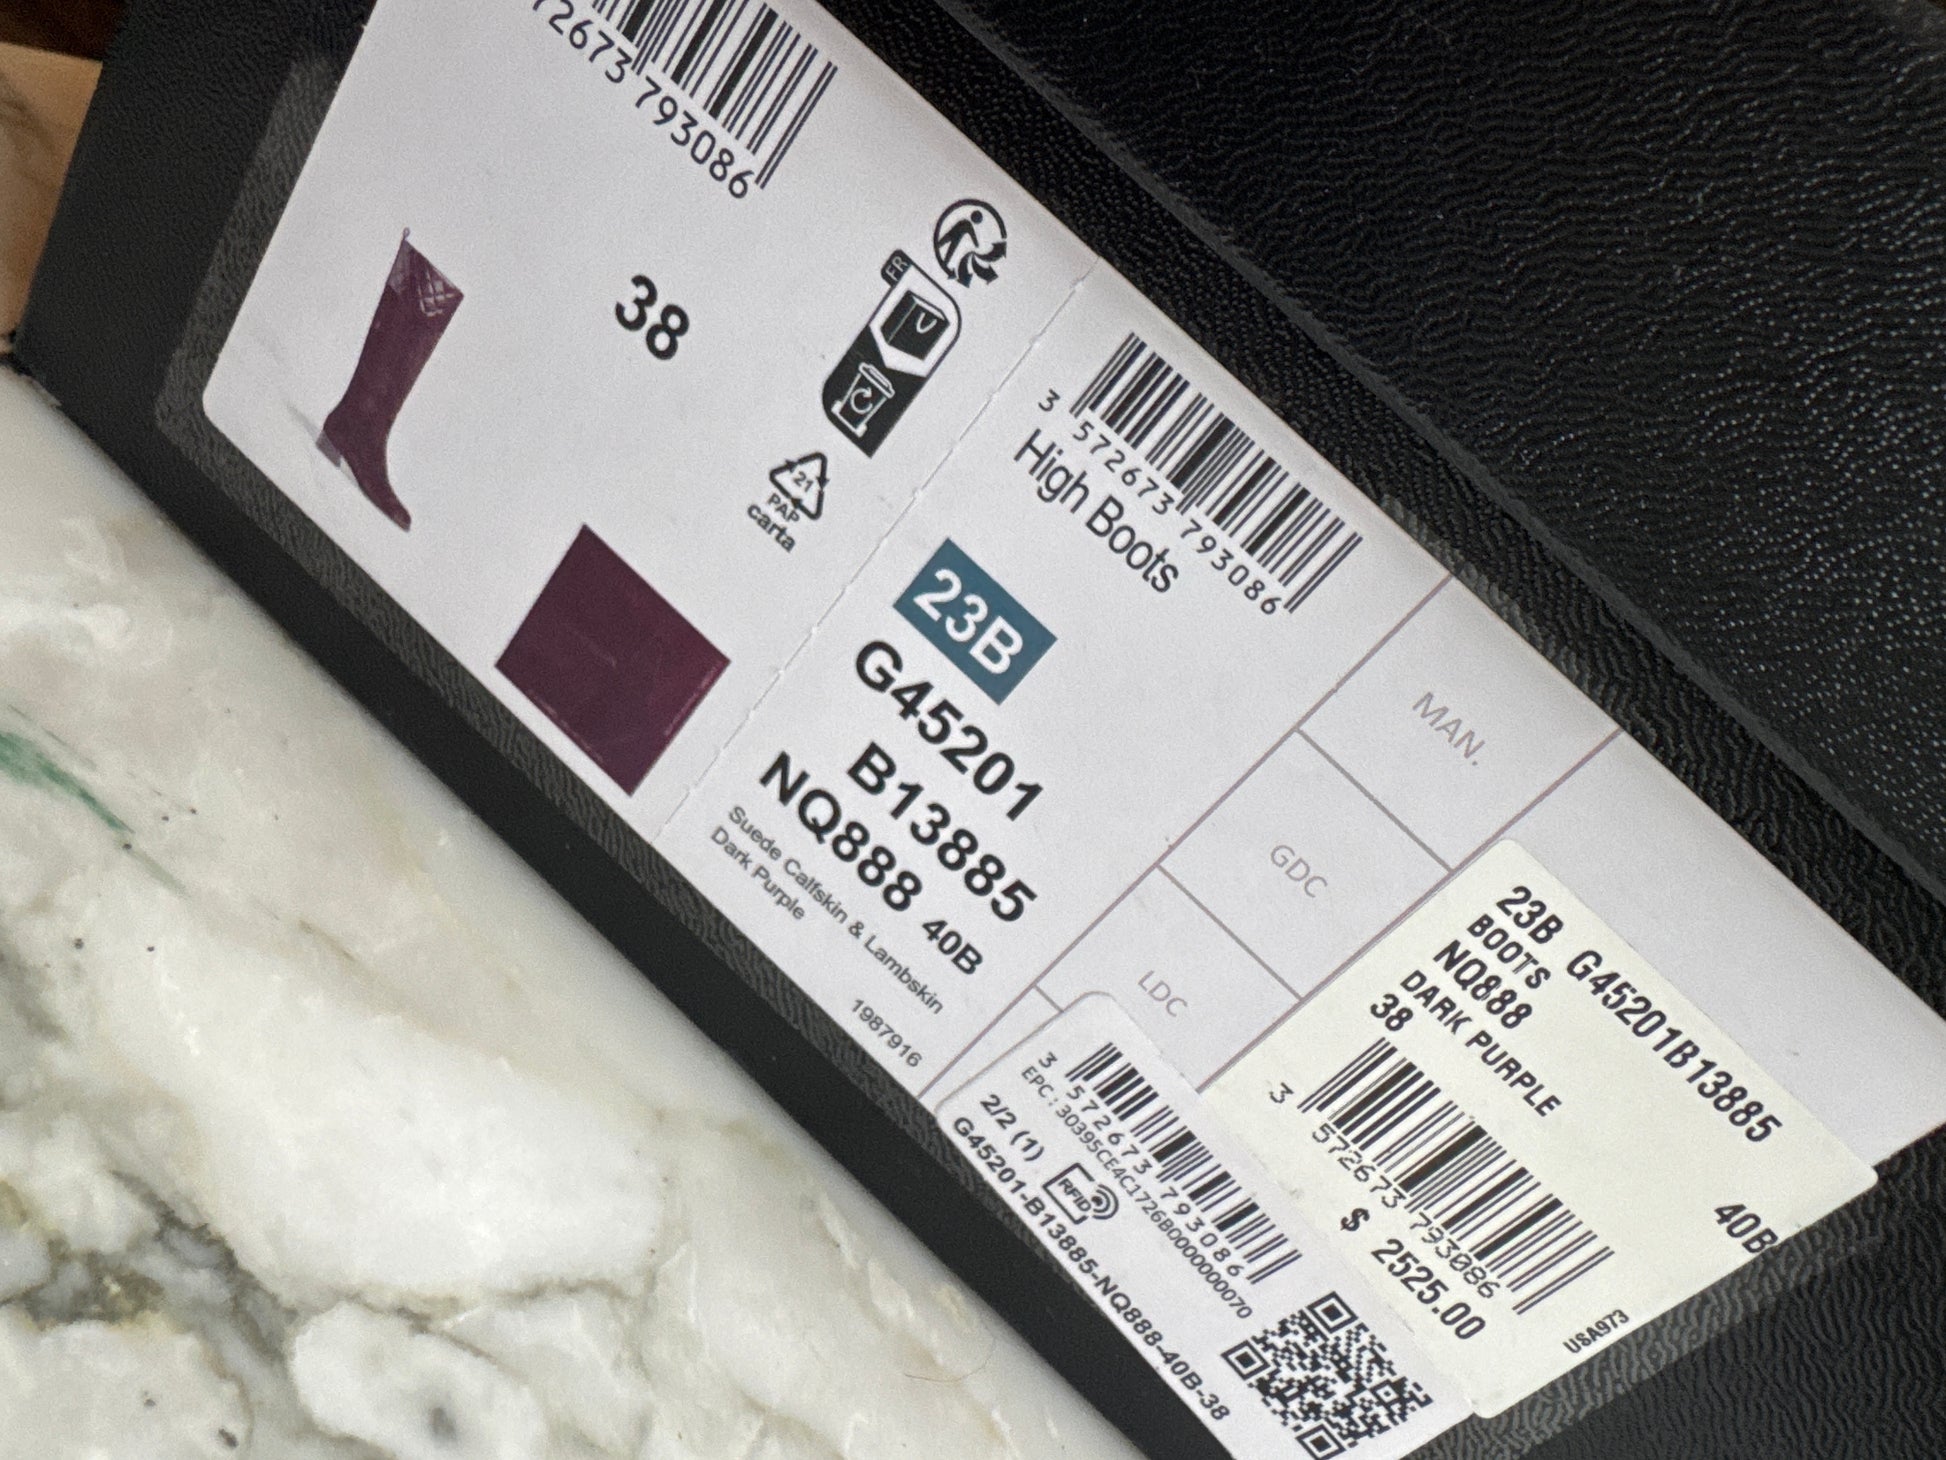 72673 793086
38
FR
21
PAP
carta
3 572673 793086
High Boots
23B
G45201
B13885
NQ888 40B
Suede Calfskin & Lambskin
Dark Purple
1987916
MAN.
GDC
LDC
3 572673 793086
EPC:30395CE4C1726B0000000070
2/2 (1)
RFID
G45201-B13885-NQ888-40B-38
23B G45201B13885
BOOTS
NQ888 40B
DARK PURPLE
38
3 572673 793086
$ 2525.00
USA973